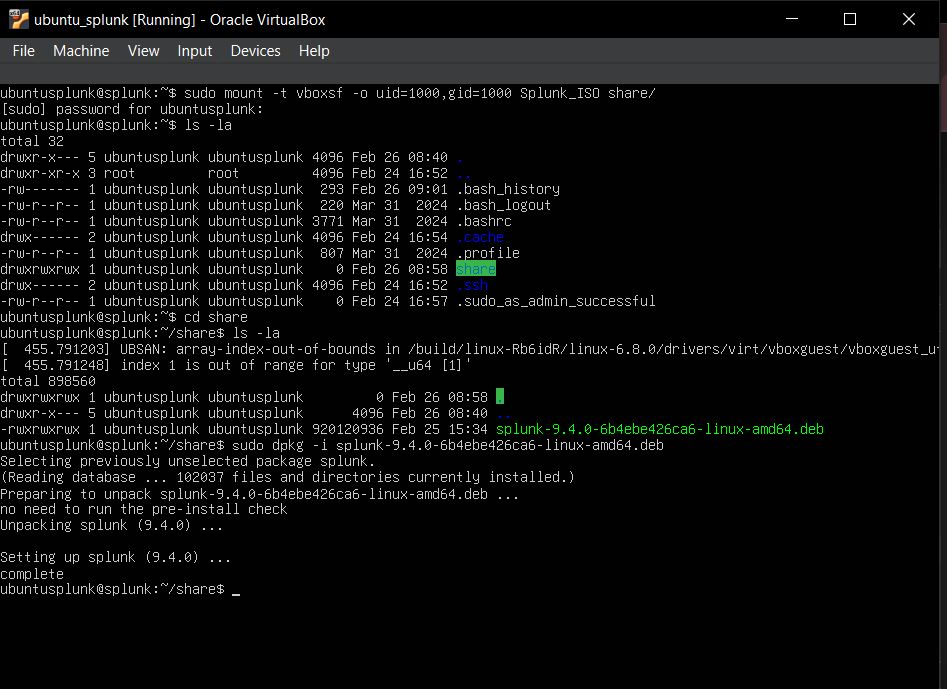 ubuntu_splunk [Running] - Oracle VirtualBox
File Machine View Input Devices Help
ubuntusplunk@splunk:~$ sudo mount -t vboxsf -o uid=1000,gid=1000 Splunk_ISO share/
[sudo] password for ubuntusplunk:
ubuntusplunk@splunk:~$ ls -la
total 32
drwxr-x--- 5 ubuntusplunk ubuntusplunk 4096 Feb 26 08:40 .
drwxr-xr-x 3 root         root         4096 Feb 24 16:52 ..
-rw------- 1 ubuntusplunk ubuntusplunk  293 Feb 26 09:01 .bash_history
-rw-r--r-- 1 ubuntusplunk ubuntusplunk  220 Mar 31  2024 .bash_logout
-rw-r--r-- 1 ubuntusplunk ubuntusplunk 3771 Mar 31  2024 .bashrc
drwx------ 2 ubuntusplunk ubuntusplunk 4096 Feb 24 16:54 .cache
-rw-r--r-- 1 ubuntusplunk ubuntusplunk  807 Mar 31  2024 .profile
drwxrwxrwx 1 ubuntusplunk ubuntusplunk    0 Feb 26 08:58 share
drwx------ 2 ubuntusplunk ubuntusplunk 4096 Feb 24 16:52 .ssh
-rw-r--r-- 1 ubuntusplunk ubuntusplunk    0 Feb 24 16:57 .sudo_as_admin_successful
ubuntusplunk@splunk:~$ cd share
ubuntusplunk@splunk:~/share$ ls -la
[  455.791203] UBSAN: array-index-out-of-bounds in /build/linux-Rb6idR/linux-6.8.0/drivers/virt/vboxguest/vboxguest_u
[  455.791248] index 1 is out of range for type '__u64 [1]'
total 898560
drwxrwxrwx 1 ubuntusplunk ubuntusplunk         0 Feb 26 08:58 .
drwxr-x--- 5 ubuntusplunk ubuntusplunk      4096 Feb 26 08:40 ..
-rwxrwxrwx 1 ubuntusplunk ubuntusplunk 920120936 Feb 25 15:34 splunk-9.4.0-6b4ebe426ca6-linux-amd64.deb
ubuntusplunk@splunk:~/share$ sudo dpkg -i splunk-9.4.0-6b4ebe426ca6-linux-amd64.deb
Selecting previously unselected package splunk.
(Reading database ... 102037 files and directories currently installed.)
Preparing to unpack splunk-9.4.0-6b4ebe426ca6-linux-amd64.deb ...
no need to run the pre-install check
Unpacking splunk (9.4.0) ...
Setting up splunk (9.4.0) ...
complete
ubuntusplunk@splunk:~/share$ _